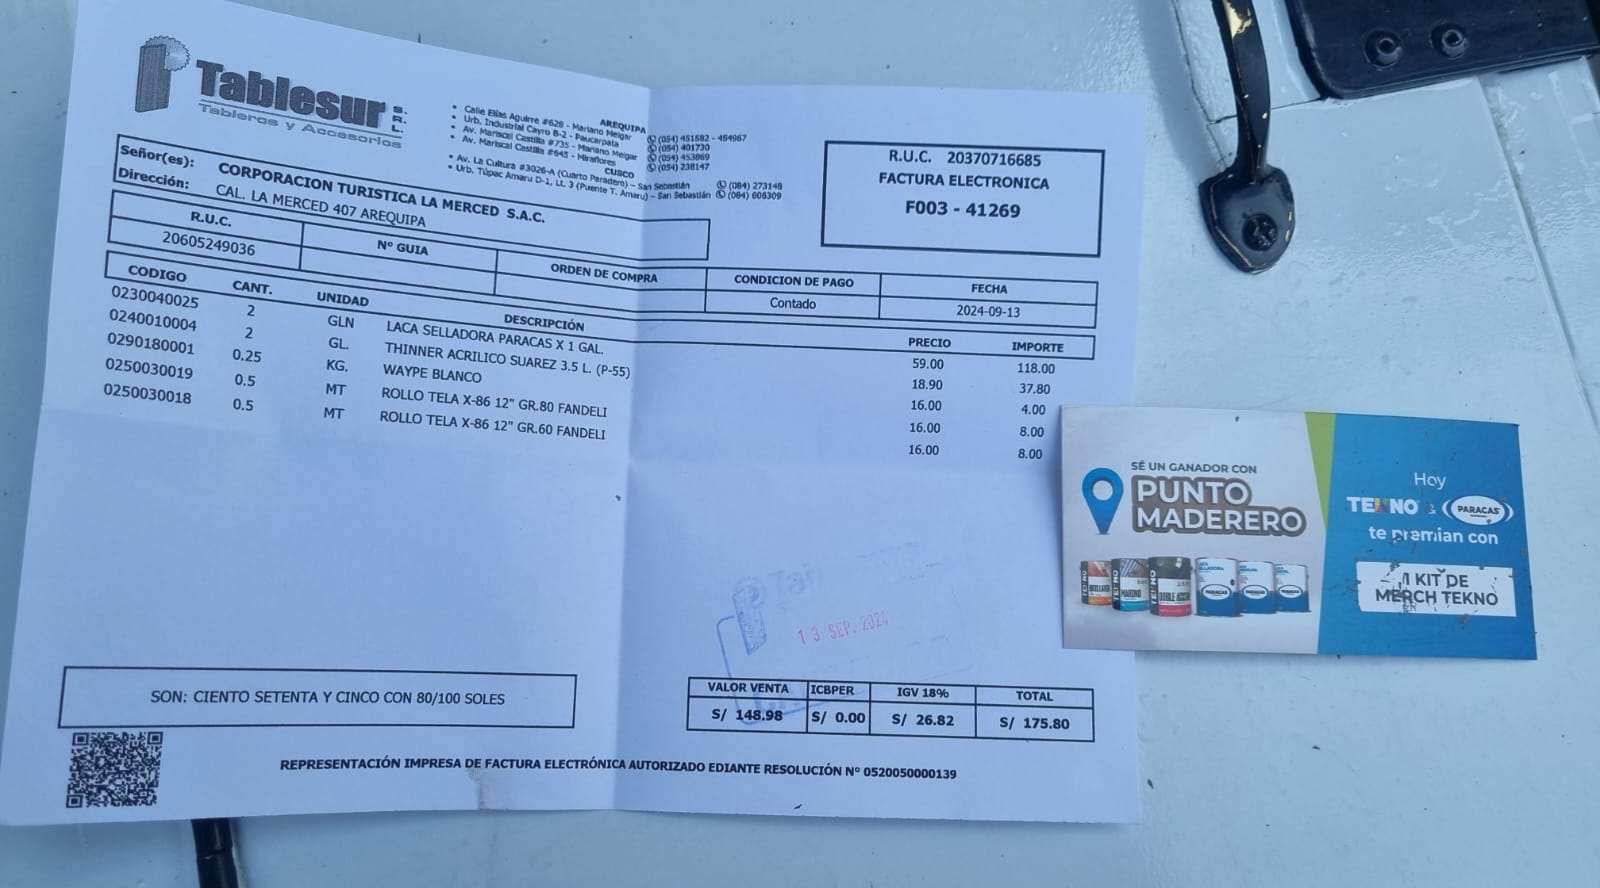 Tablesur S.R.L.
Tableros y Accesorios
AREQUIPA
• Calle Elías Aguirre #628 - Mariano Melgar (054) 451682 - 454967
• Urb. Industrial Cayro B-2 - Paucarpata (054) 401730
• Av. Mariscal Castilla #735 - Mariano Melgar (054) 453869
• Av. Mariscal Castilla #645 - Miraflores (054) 238147
CUSCO
• Av. La Cultura #3026-A (Cuarto Paradero) – San Sebastián (084) 273148
• Urb. Túpac Amaru D-1, Lt. 3 (Puente T. Amaru) – San Sebastián (084) 606309
R.U.C. 20370716685
FACTURA ELECTRONICA
F003 - 41269
Señor(es): CORPORACION TURISTICA LA MERCED S.A.C.
Dirección: CAL. LA MERCED 407 AREQUIPA
R.U.C. Nº GUIA ORDEN DE COMPRA CONDICION DE PAGO FECHA
20605249036 Contado 2024-09-13
CODIGO CANT. UNIDAD DESCRIPCIÓN PRECIO IMPORTE
0230040025 2 GLN LACA SELLADORA PARACAS X 1 GAL. 59.00 118.00
0240010004 2 GL. THINNER ACRILICO SUAREZ 3.5 L. (P-55) 18.90 37.80
0290180001 0.25 KG. WAYPE BLANCO 16.00 4.00
0250030019 0.5 MT ROLLO TELA X-86 12" GR.80 FANDELI 16.00 8.00
0250030018 0.5 MT ROLLO TELA X-86 12" GR.60 FANDELI 16.00 8.00
13 SEP. 2024
SON: CIENTO SETENTA Y CINCO CON 80/100 SOLES
VALOR VENTA ICBPER IGV 18% TOTAL
S/ 148.98 S/ 0.00 S/ 26.82 S/ 175.80
REPRESENTACIÓN IMPRESA DE FACTURA ELECTRÓNICA AUTORIZADO EDIANTE RESOLUCIÓN Nº 0520050000139
SÉ UN GANADOR CON
PUNTO
MADERERO
Hoy
TEKNO & PARACAS
te premian con
1 KIT DE
MERCH TEKNO